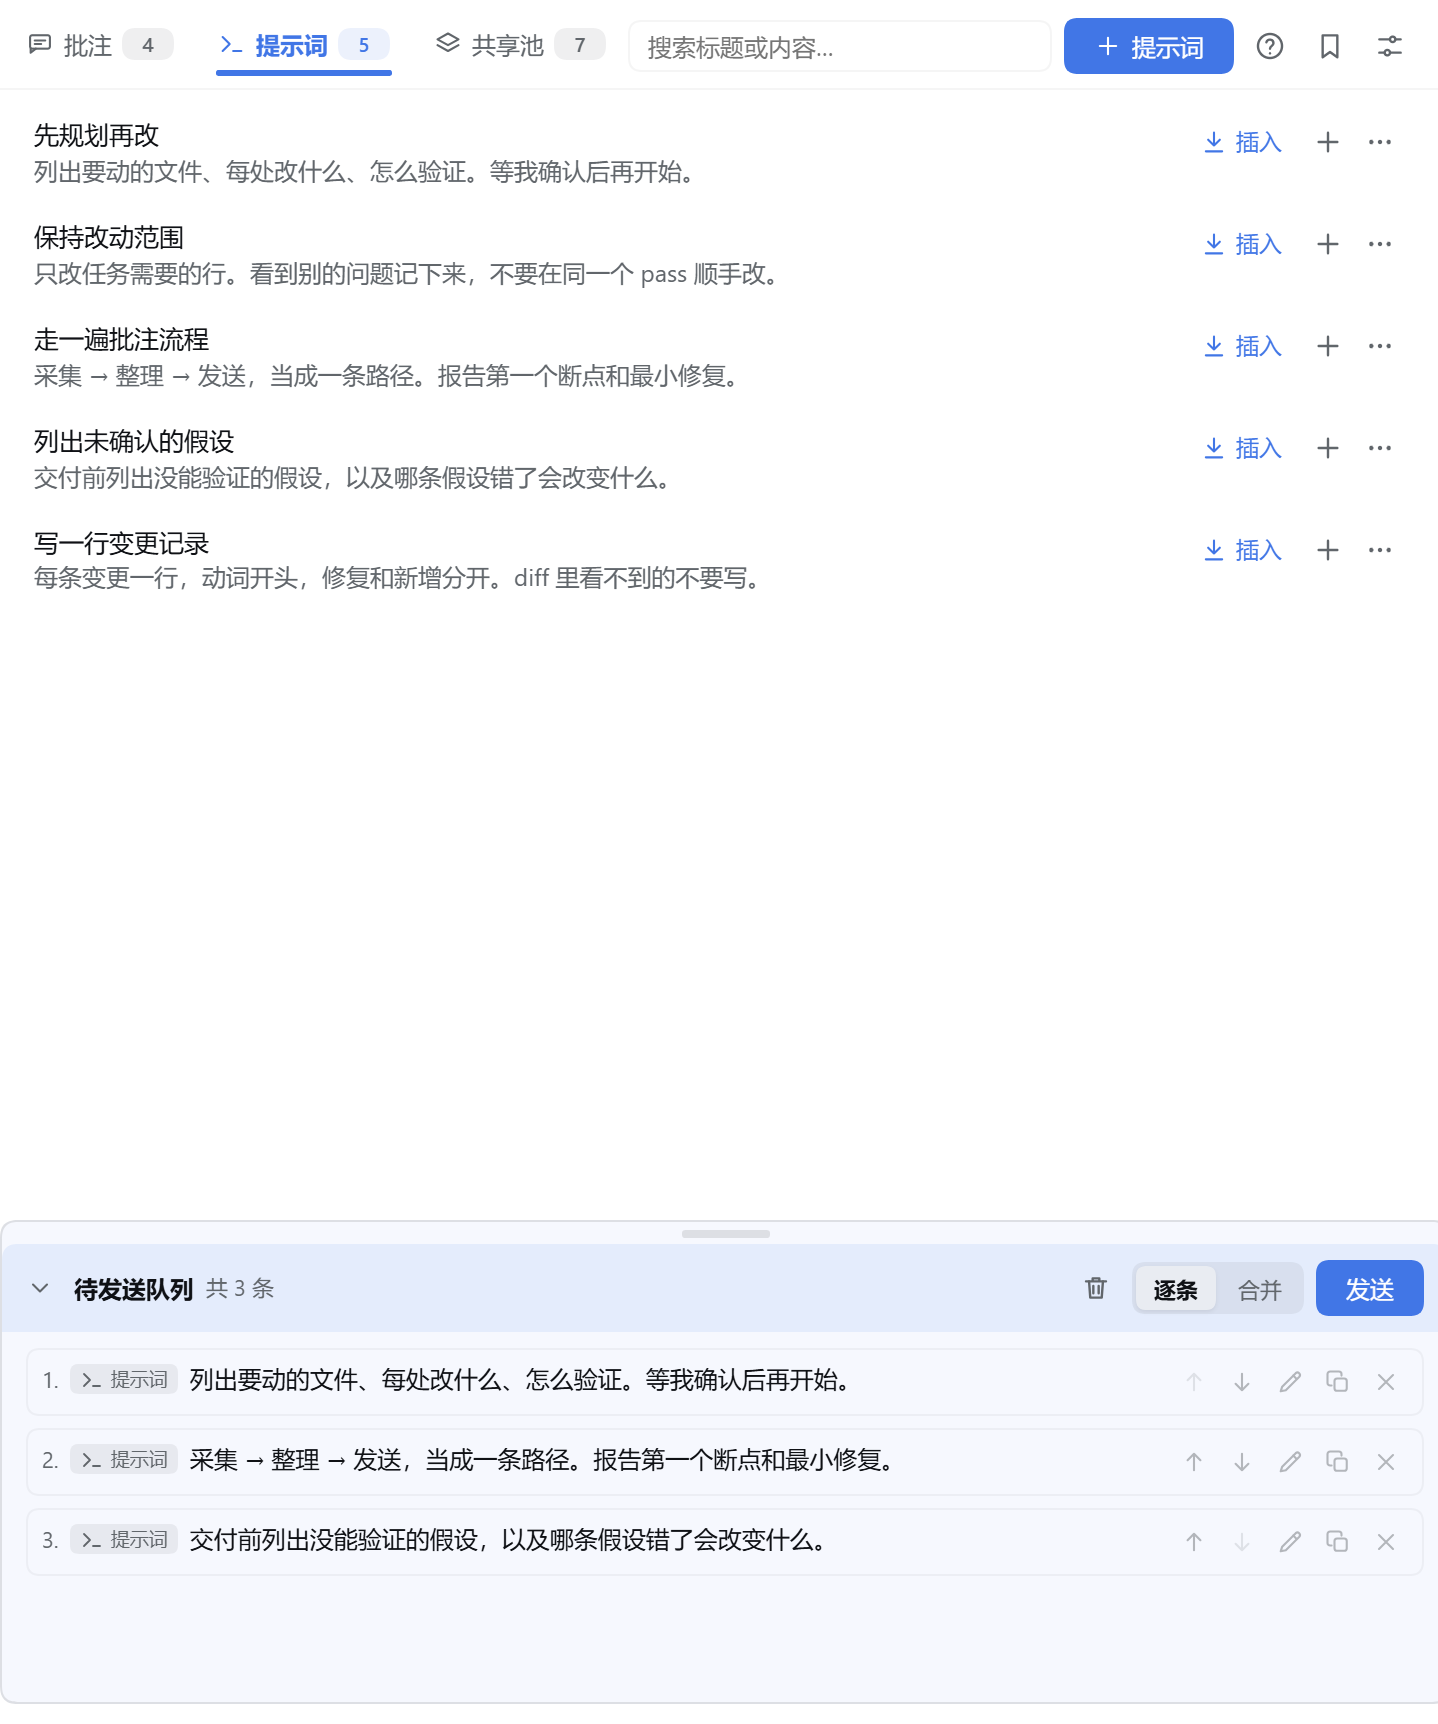 批注 4 提示词 5 共享池 7 搜索标题或内容... 提示词
先规划再改
列出要动的文件、每处改什么、怎么验证。等我确认后再开始。
插入
保持改动范围
只改任务需要的行。看到别的问题记下来，不要在同一个 pass 顺手改。
插入
走一遍批注流程
采集 → 整理 → 发送，当成一条路径。报告第一个断点和最小修复。
插入
列出未确认的假设
交付前列出没能验证的假设，以及哪条假设错了会改变什么。
插入
写一行变更记录
每条变更一行，动词开头，修复和新增分开。diff 里看不到的不要写。
插入
待发送队列 共 3 条 逐条 合并 发送
1. 提示词 列出要动的文件、每处改什么、怎么验证。等我确认后再开始。
2. 提示词 采集 → 整理 → 发送，当成一条路径。报告第一个断点和最小修复。
3. 提示词 交付前列出没能验证的假设，以及哪条假设错了会改变什么。